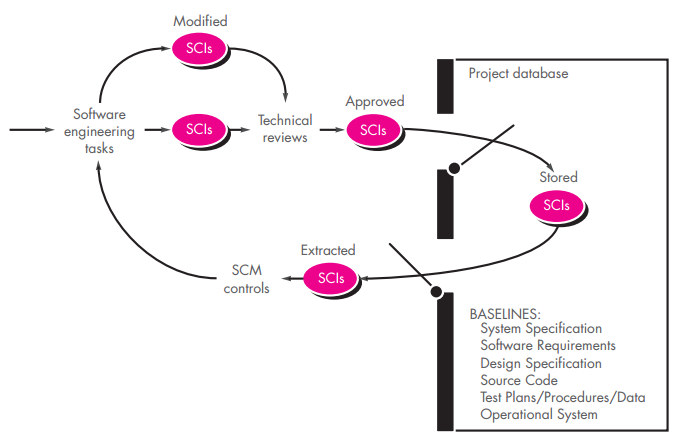 Modified
SCIs
Project database
Software
engineering
tasks
SCIs
Technical
reviews
Approved
SCIs
Stored
SCIs
Extracted
SCIs
SCM
controls
BASELINES:
System Specification
Software Requirements
Design Specification
Source Code
Test Plans/Procedures/Data
Operational System